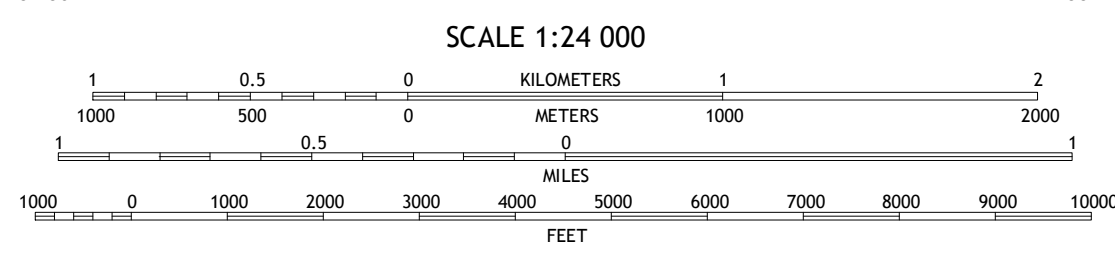 SCALE 1:24 000
1 0.5 0 KILOMETERS 1 2
1000 500 0 METERS 1000 2000
1 0.5 0 1
MILES
1000 0 1000 2000 3000 4000 5000 6000 7000 8000 9000 10000
FEET